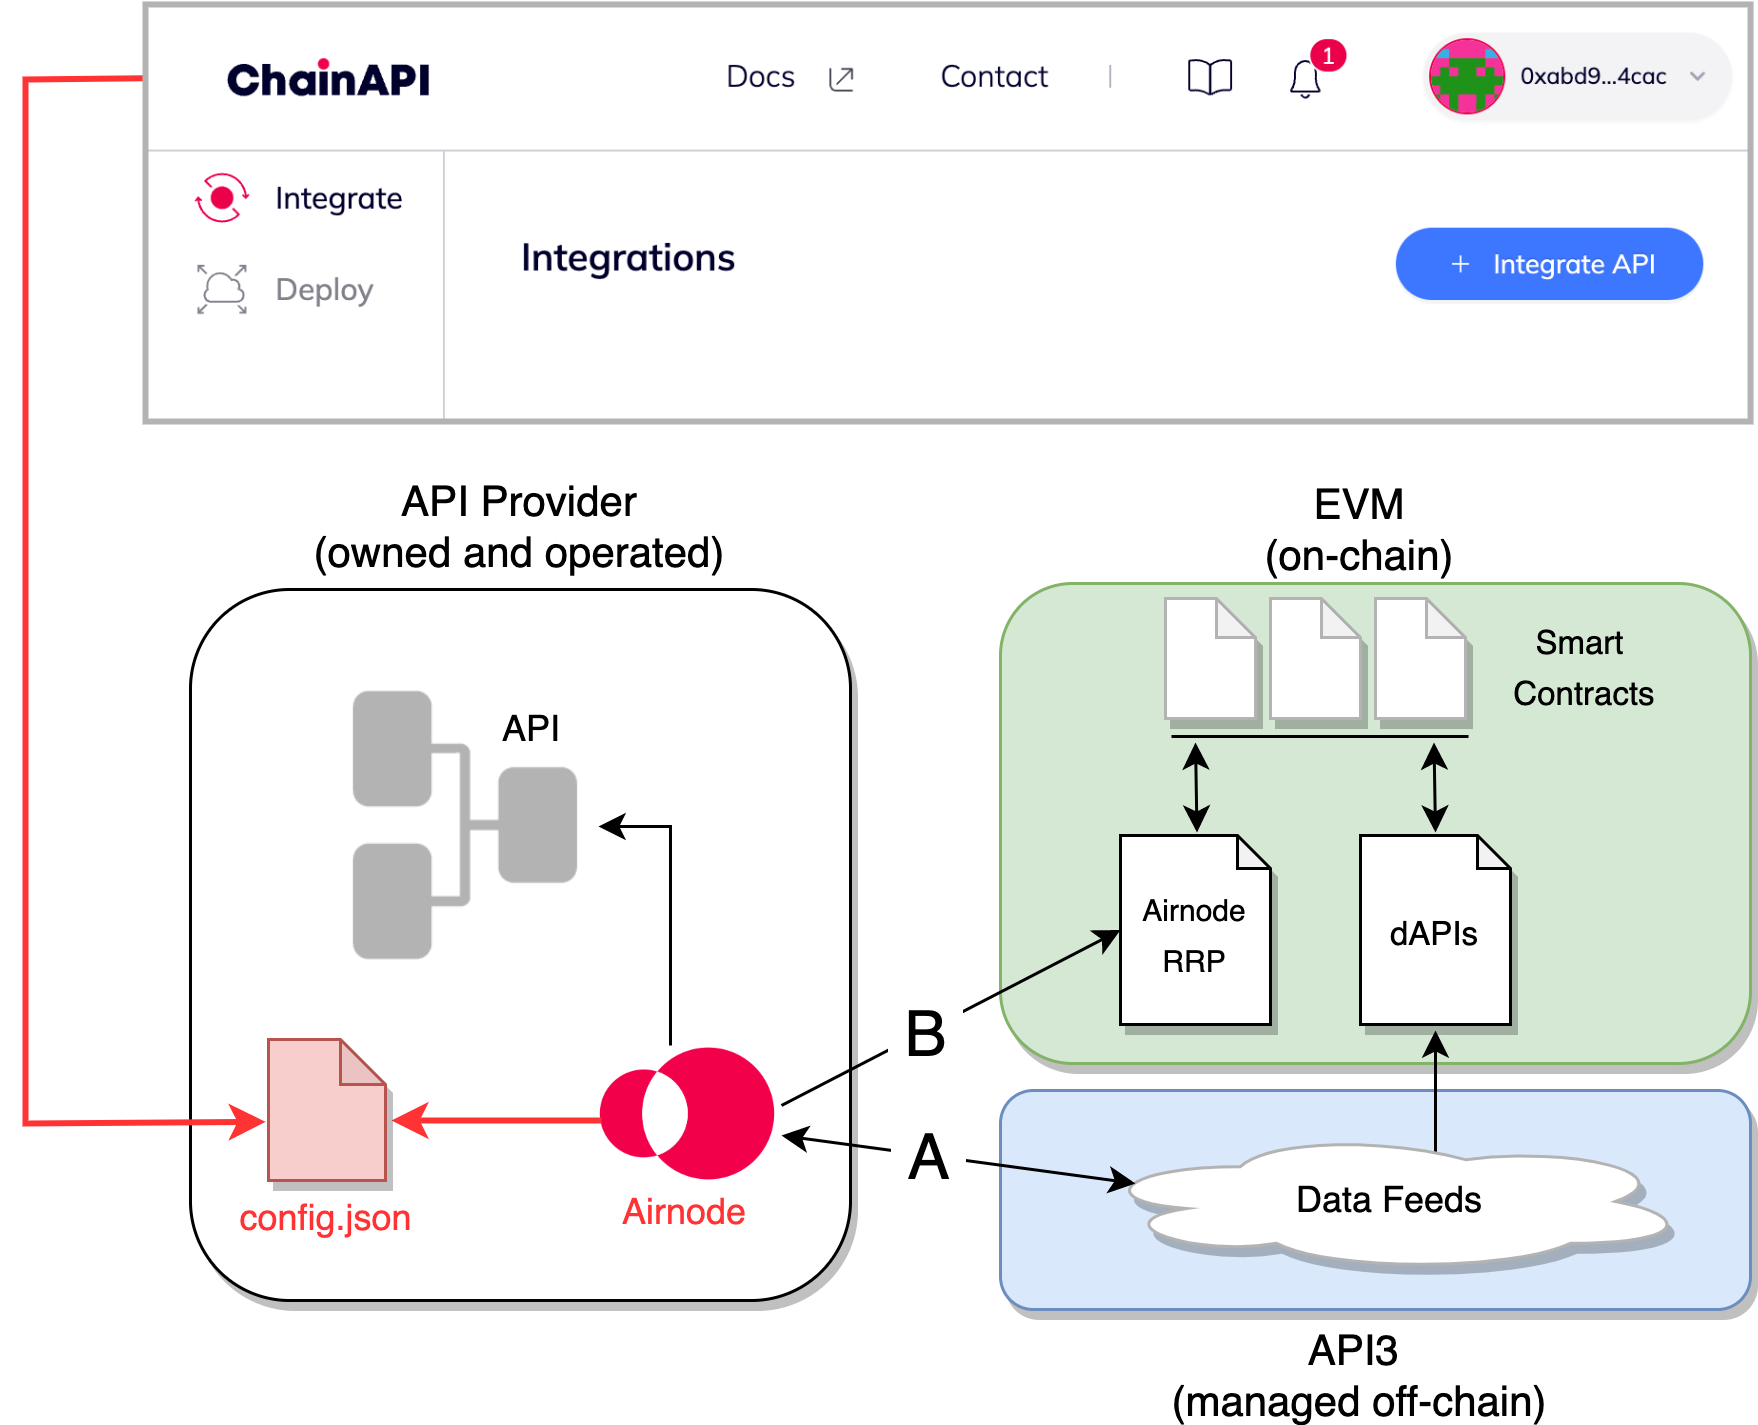 ChainAPI
Docs
Contact
1
0xabd9...4cac
Integrate
Deploy
Integrations
+ Integrate API
API Provider
(owned and operated)
EVM
(on-chain)
API
Smart
Contracts
Airnode
RRP
dAPIs
B
A
config.json
Airnode
Data Feeds
API3
(managed off-chain)